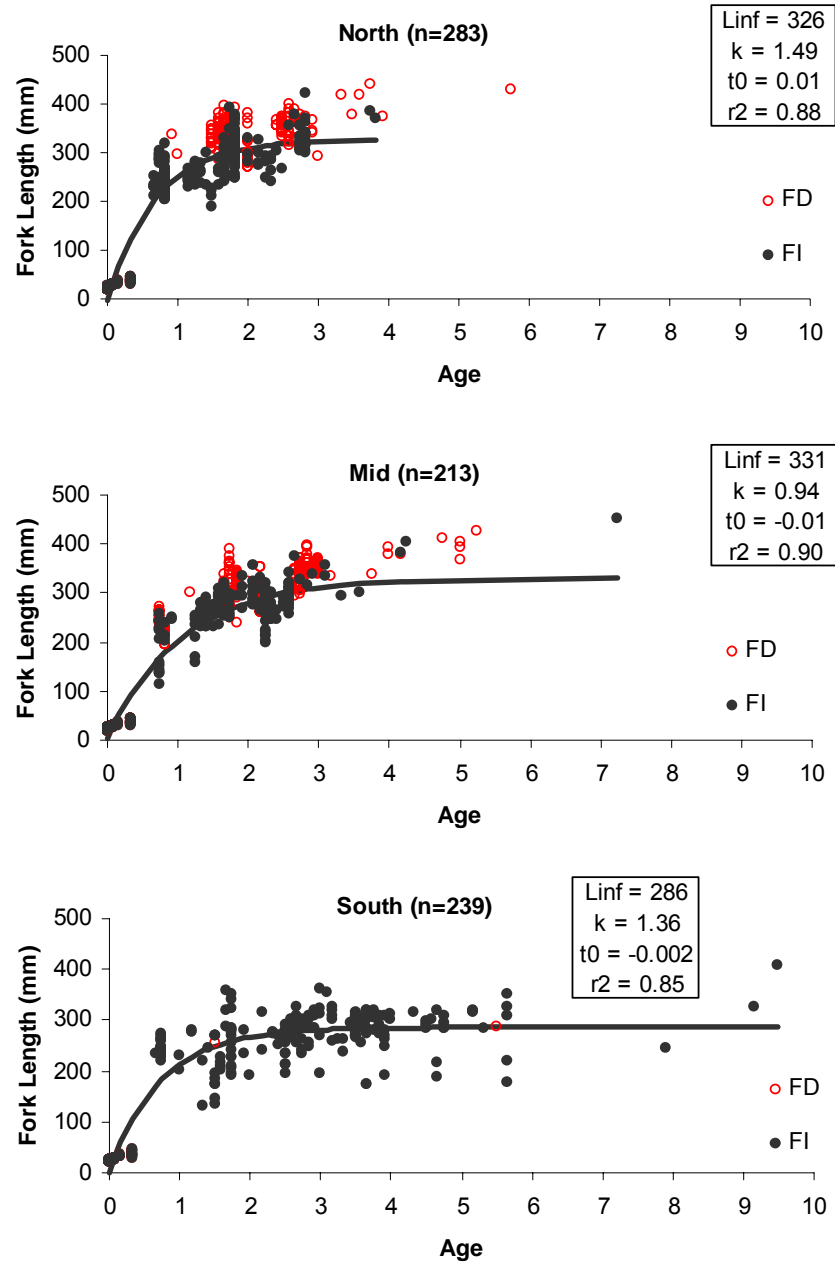 North (n=283)
Linf = 326
k = 1.49
t0 = 0.01
r2 = 0.88
Fork Length (mm)
500
400
300
200
100
0
FD
FI
0 1 2 3 4 5 6 7 8 9 10
Age
Mid (n=213)
Linf = 331
k = 0.94
t0 = -0.01
r2 = 0.90
Fork Length (mm)
500
400
300
200
100
0
FD
FI
0 1 2 3 4 5 6 7 8 9 10
Age
South (n=239)
Linf = 286
k = 1.36
t0 = -0.002
r2 = 0.85
Fork Length (mm)
500
400
300
200
100
0
FD
FI
0 1 2 3 4 5 6 7 8 9 10
Age